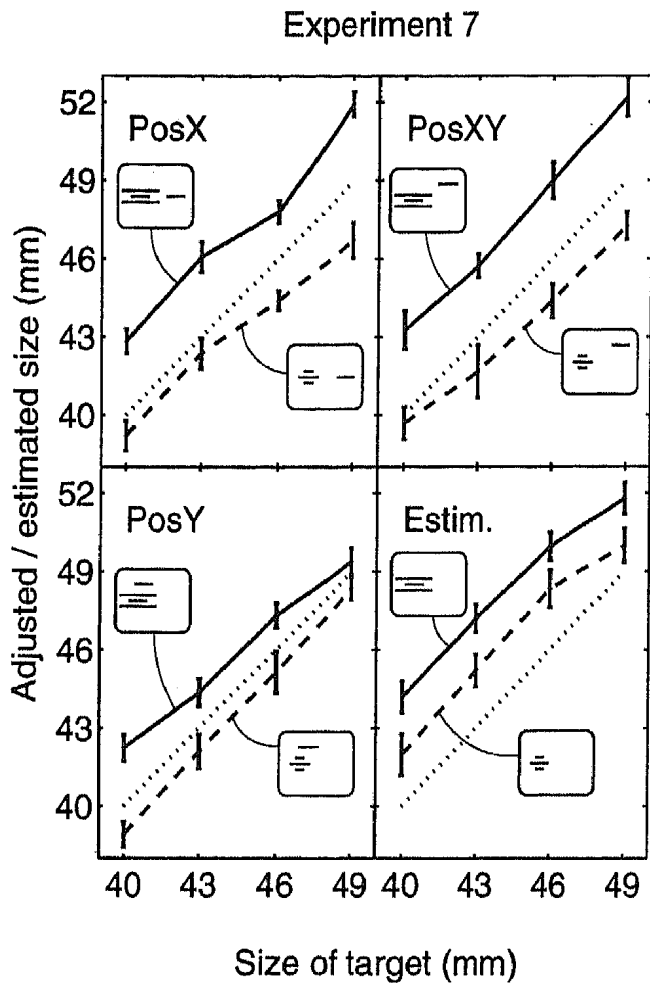 Experiment 7
Adjusted / estimated size (mm)
52
49
46
43
40
PosX
PosXY
52
49
46
43
40
PosY
Estim.
40 43 46 49 40 43 46 49
Size of target (mm)